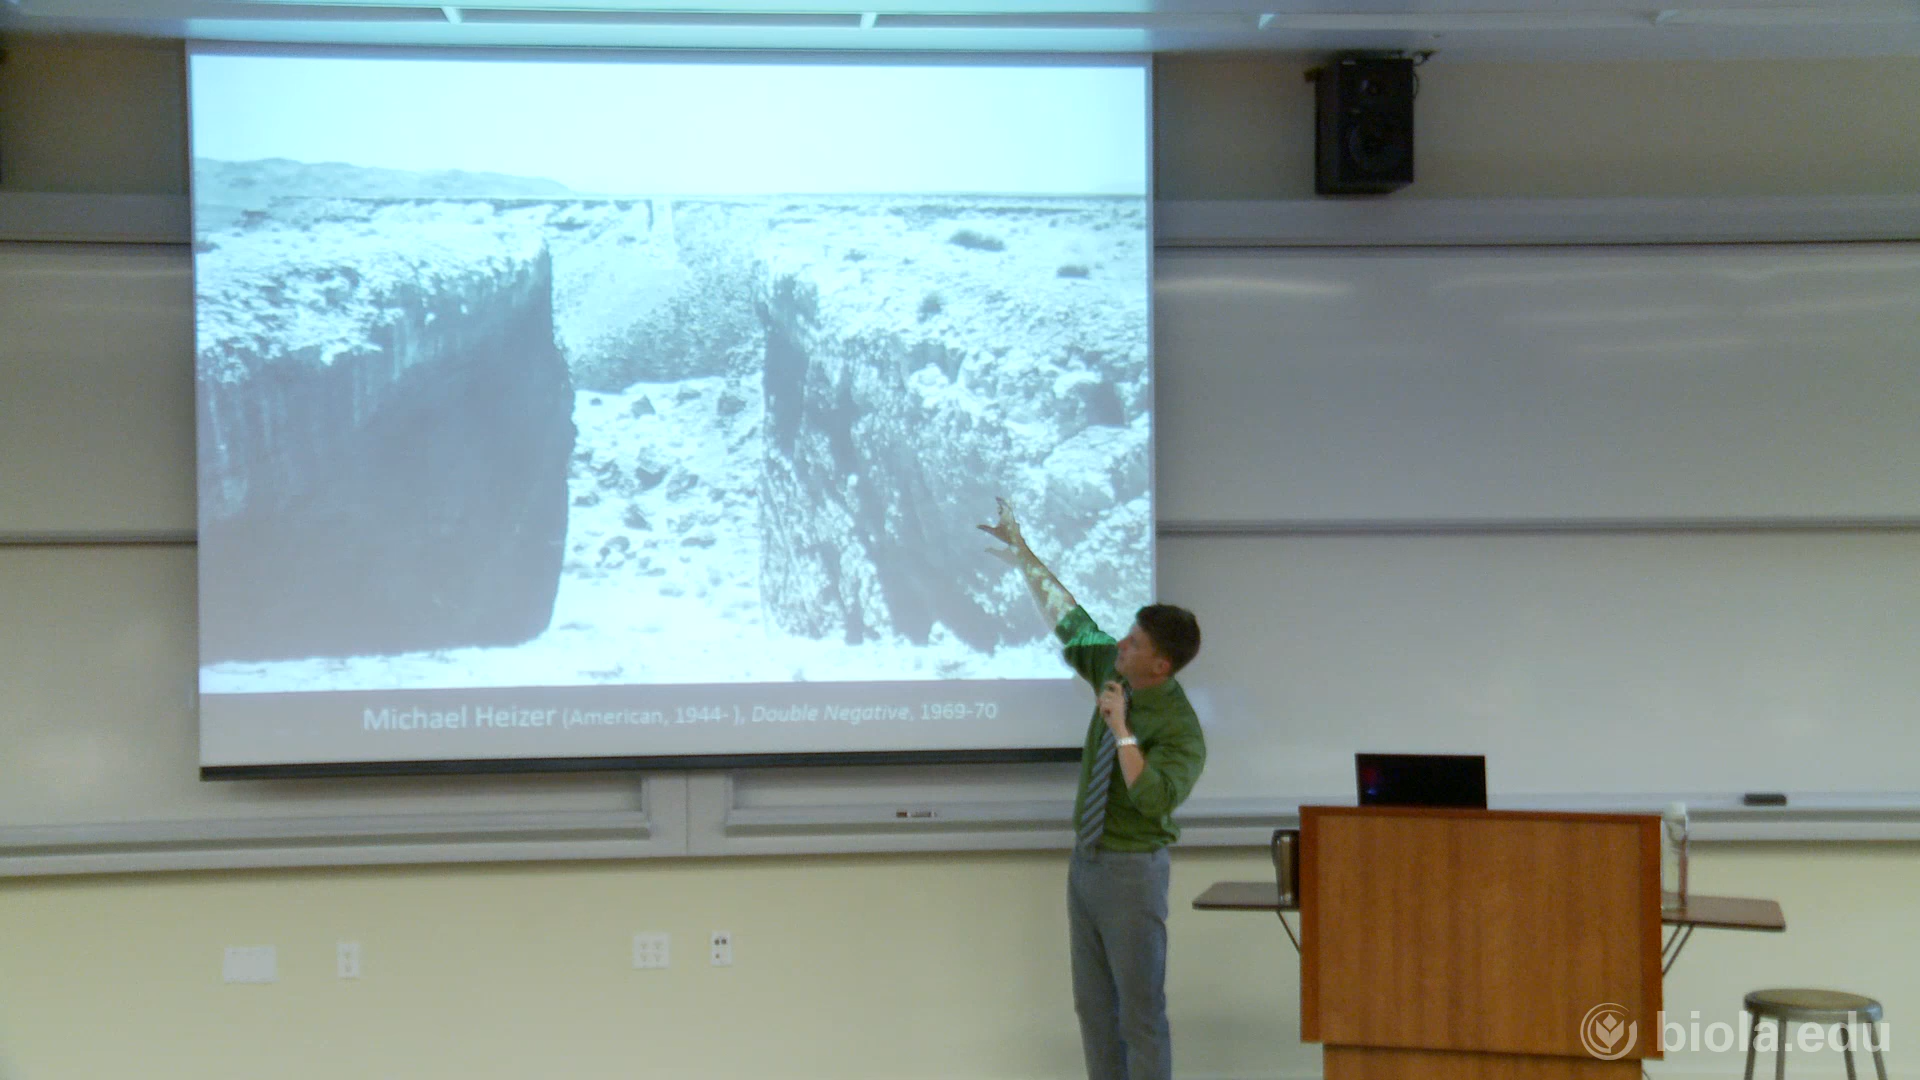 Michael Heizer (American, 1944- ), Double Negative, 1969-70
biola.edu